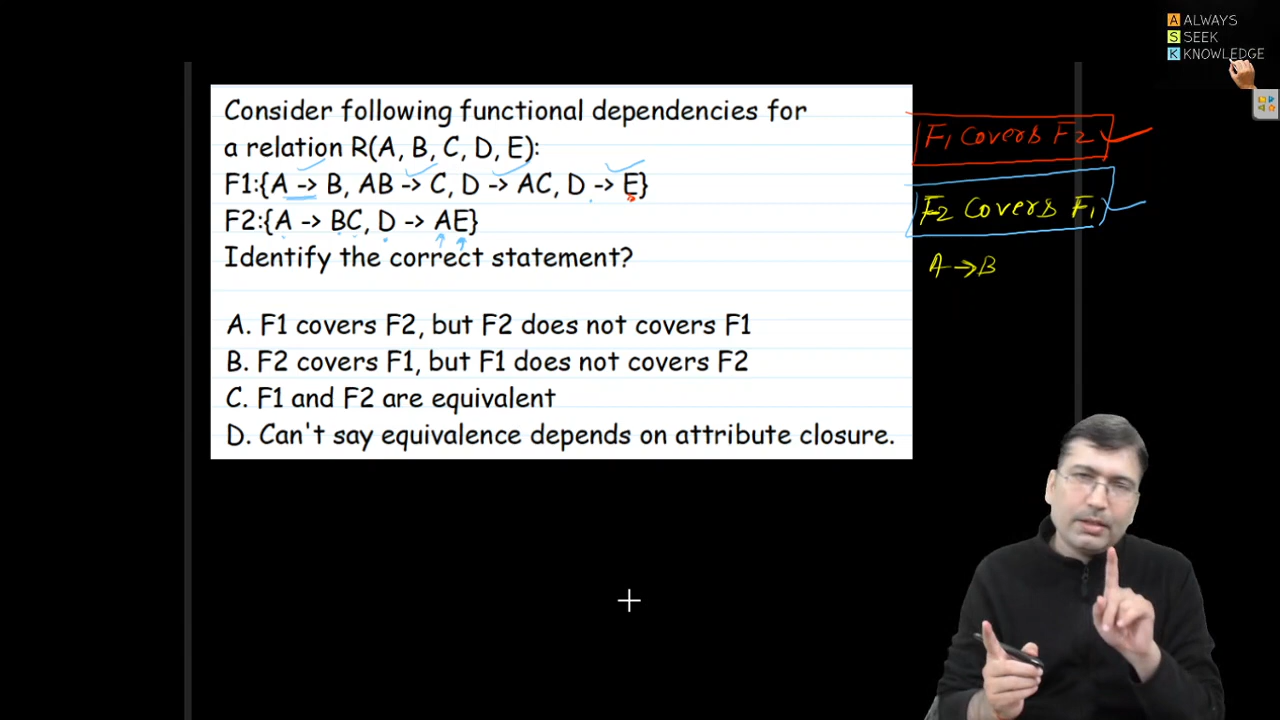 A ALWAYS
S SEEK
K KNOWLEDGE
Consider following functional dependencies for
a relation R(A, B, C, D, E):
F1:{A -> B, AB -> C, D -> AC, D -> E}
F2:{A -> BC, D -> AE}
Identify the correct statement?
A. F1 covers F2, but F2 does not covers F1
B. F2 covers F1, but F1 does not covers F2
C. F1 and F2 are equivalent
D. Can't say equivalence depends on attribute closure.
F1 Covers F2
F2 Covers F1
A → B